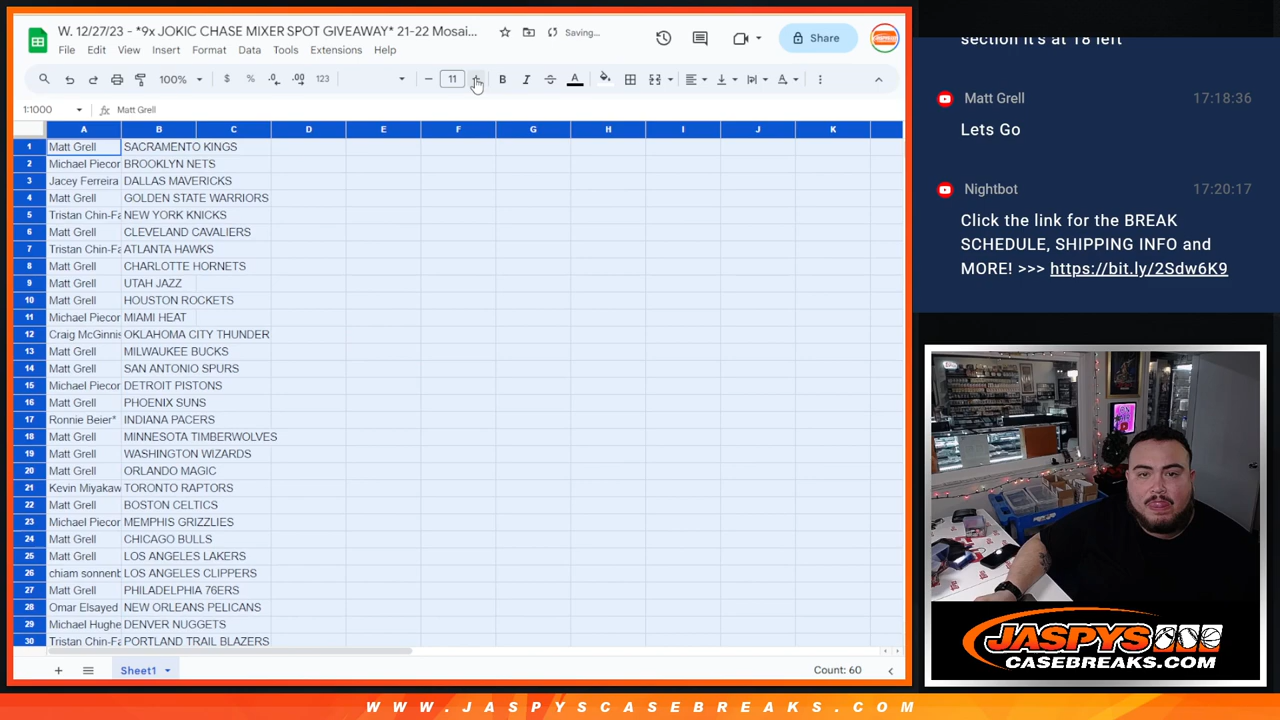 W. 12/27/23 - *9x JOKIC CHASE MIXER SPOT GIVEAWAY* 21-22 Mosai...
Saving...
Share
File Edit View Insert Format Data Tools Extensions Help
100% $ % .0 .00 123 11 B I S A
1:1000 fx Matt Grell
A B C D E F G H I J K
1 Matt Grell SACRAMENTO KINGS
2 Michael Piecor BROOKLYN NETS
3 Jacey Ferreira DALLAS MAVERICKS
4 Matt Grell GOLDEN STATE WARRIORS
5 Tristan Chin-Fa NEW YORK KNICKS
6 Matt Grell CLEVELAND CAVALIERS
7 Tristan Chin-Fa ATLANTA HAWKS
8 Matt Grell CHARLOTTE HORNETS
9 Matt Grell UTAH JAZZ
10 Matt Grell HOUSTON ROCKETS
11 Michael Piecor MIAMI HEAT
12 Craig McGinnis OKLAHOMA CITY THUNDER
13 Matt Grell MILWAUKEE BUCKS
14 Matt Grell SAN ANTONIO SPURS
15 Michael Piecor DETROIT PISTONS
16 Matt Grell PHOENIX SUNS
17 Ronnie Beier* INDIANA PACERS
18 Matt Grell MINNESOTA TIMBERWOLVES
19 Matt Grell WASHINGTON WIZARDS
20 Matt Grell ORLANDO MAGIC
21 Kevin Miyakaw TORONTO RAPTORS
22 Matt Grell BOSTON CELTICS
23 Michael Piecor MEMPHIS GRIZZLIES
24 Matt Grell CHICAGO BULLS
25 Matt Grell LOS ANGELES LAKERS
26 chiam sonnenb LOS ANGELES CLIPPERS
27 Matt Grell PHILADELPHIA 76ERS
28 Omar Elsayed NEW ORLEANS PELICANS
29 Michael Hughe DENVER NUGGETS
30 Tristan Chin-Fa PORTLAND TRAIL BLAZERS
Sheet1
Count: 60
section it's at 18 left
Matt Grell 17:18:36
Lets Go
Nightbot 17:20:17
Click the link for the BREAK
SCHEDULE, SHIPPING INFO and
MORE! >>> https://bit.ly/2Sdw6K9
JASPYS
CASEBREAKS.COM
WWW.JASPYSCASEBREAKS.COM